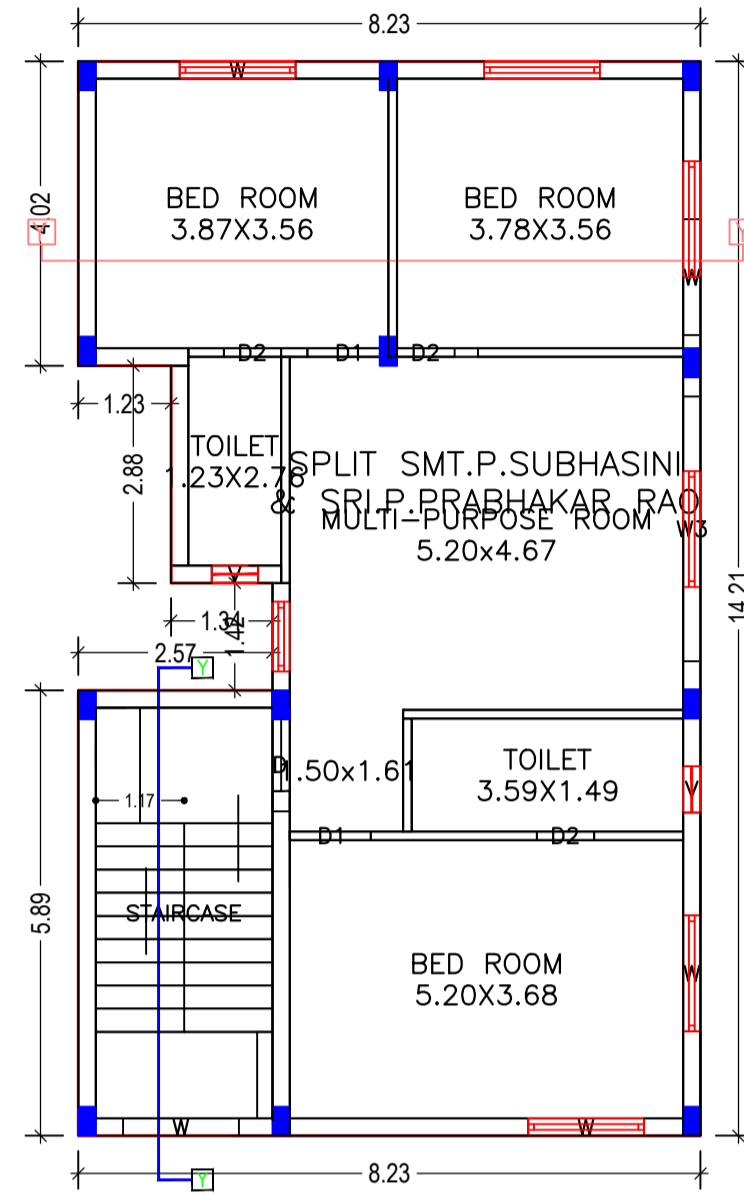 8.23
W
4.02
BED ROOM
3.87X3.56
BED ROOM
3.78X3.56
Y
Y
W
D2
D1
D2
1.23
2.88
TOILET
1.23X2.76
SPLIT SMT.P.SUBHASINI
& SRI.P.PRABHAKAR RAO
MULTI-PURPOSE ROOM
5.20x4.67
W3
14.21
V
1.34
1.42
2.57
Y
D
1.50x1.61
TOILET
3.59X1.49
V
1.17
D1
D2
5.89
STAIRCASE
BED ROOM
5.20X3.68
W
W
W
8.23
Y